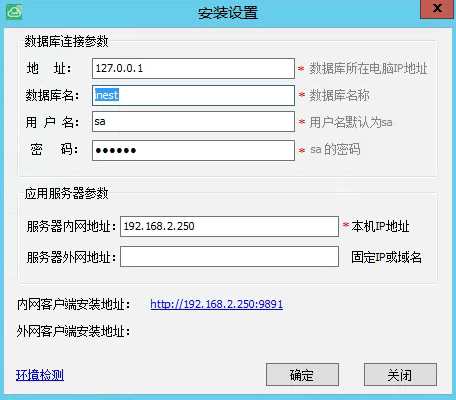 安装设置
数据库连接参数
地 址: 127.0.0.1 * 数据库所在电脑IP地址
数据库名: inest * 数据库名称
用 户 名: sa * 用户名默认为sa
密 码: ●●●●●● * sa 的密码
应用服务器参数
服务器内网地址: 192.168.2.250 * 本机IP地址
服务器外网地址: 固定IP或域名
内网客户端安装地址: http://192.168.2.250:9891
外网客户端安装地址:
环境检测 确定 关闭